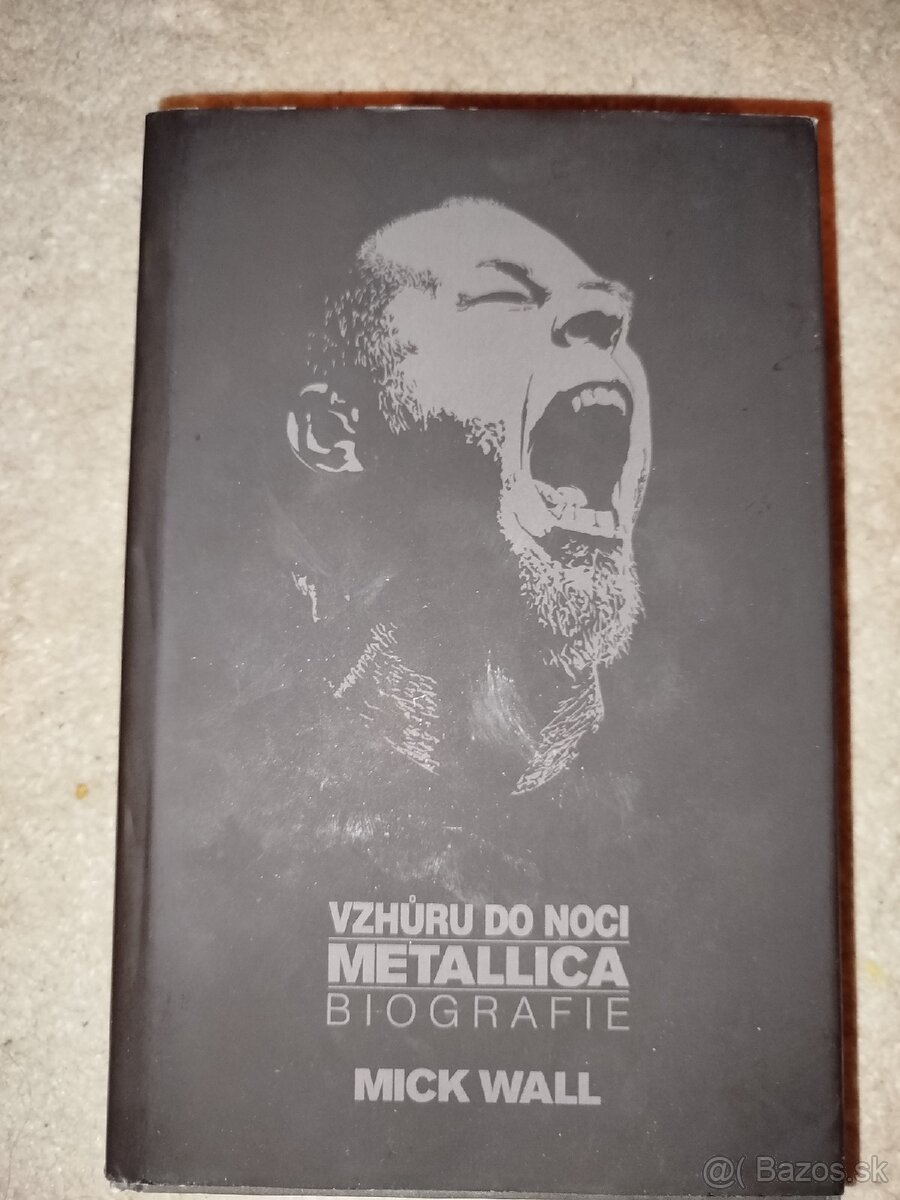 VZHŮRU DO NOCI
METALLICA
BIOGRAFIE
MICK WALL
@( Bazos.sk